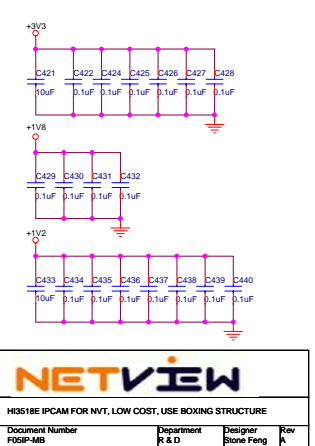 +3V3
C421 C422 C424 C425 C426 C427 C428
10uF 0.1uF 0.1uF 0.1uF 0.1uF 0.1uF 0.1uF
+1V8
C429 C430 C431 C432
0.1uF 0.1uF 0.1uF 0.1uF
+1V2
C433 C434 C435 C436 C437 C438 C439 C440
10uF 0.1uF 0.1uF 0.1uF 0.1uF 0.1uF 0.1uF 0.1uF
NETVIEW
HI3518E IPCAM FOR NVT, LOW COST, USE BOXING STRUCTURE
Document Number Department Designer Rev
F05IP-MB R & D Stone Feng A